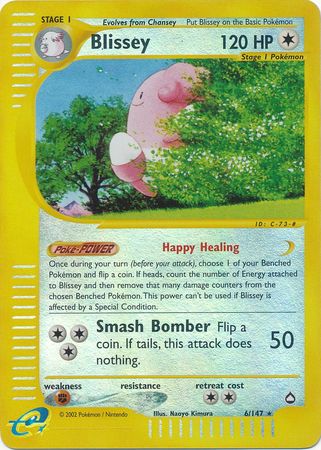 STAGE 1 Evolves from Chansey Put Blissey on the Basic Pokémon
Blissey 120 HP
Stage 1 Pokémon
ID: C-73-#
Poké-POWER Happy Healing
Once during your turn (before your attack), choose 1 of your Benched
Pokémon and flip a coin. If heads, count the number of Energy attached
to Blissey and then remove that many damage counters from the
chosen Benched Pokémon. This power can't be used if Blissey is
affected by a Special Condition.
Smash Bomber Flip a
coin. If tails, this attack does
nothing.
50
weakness resistance retreat cost
e
© 2002 Pokémon / Nintendo Illus. Naoyo Kimura 6/147 ★